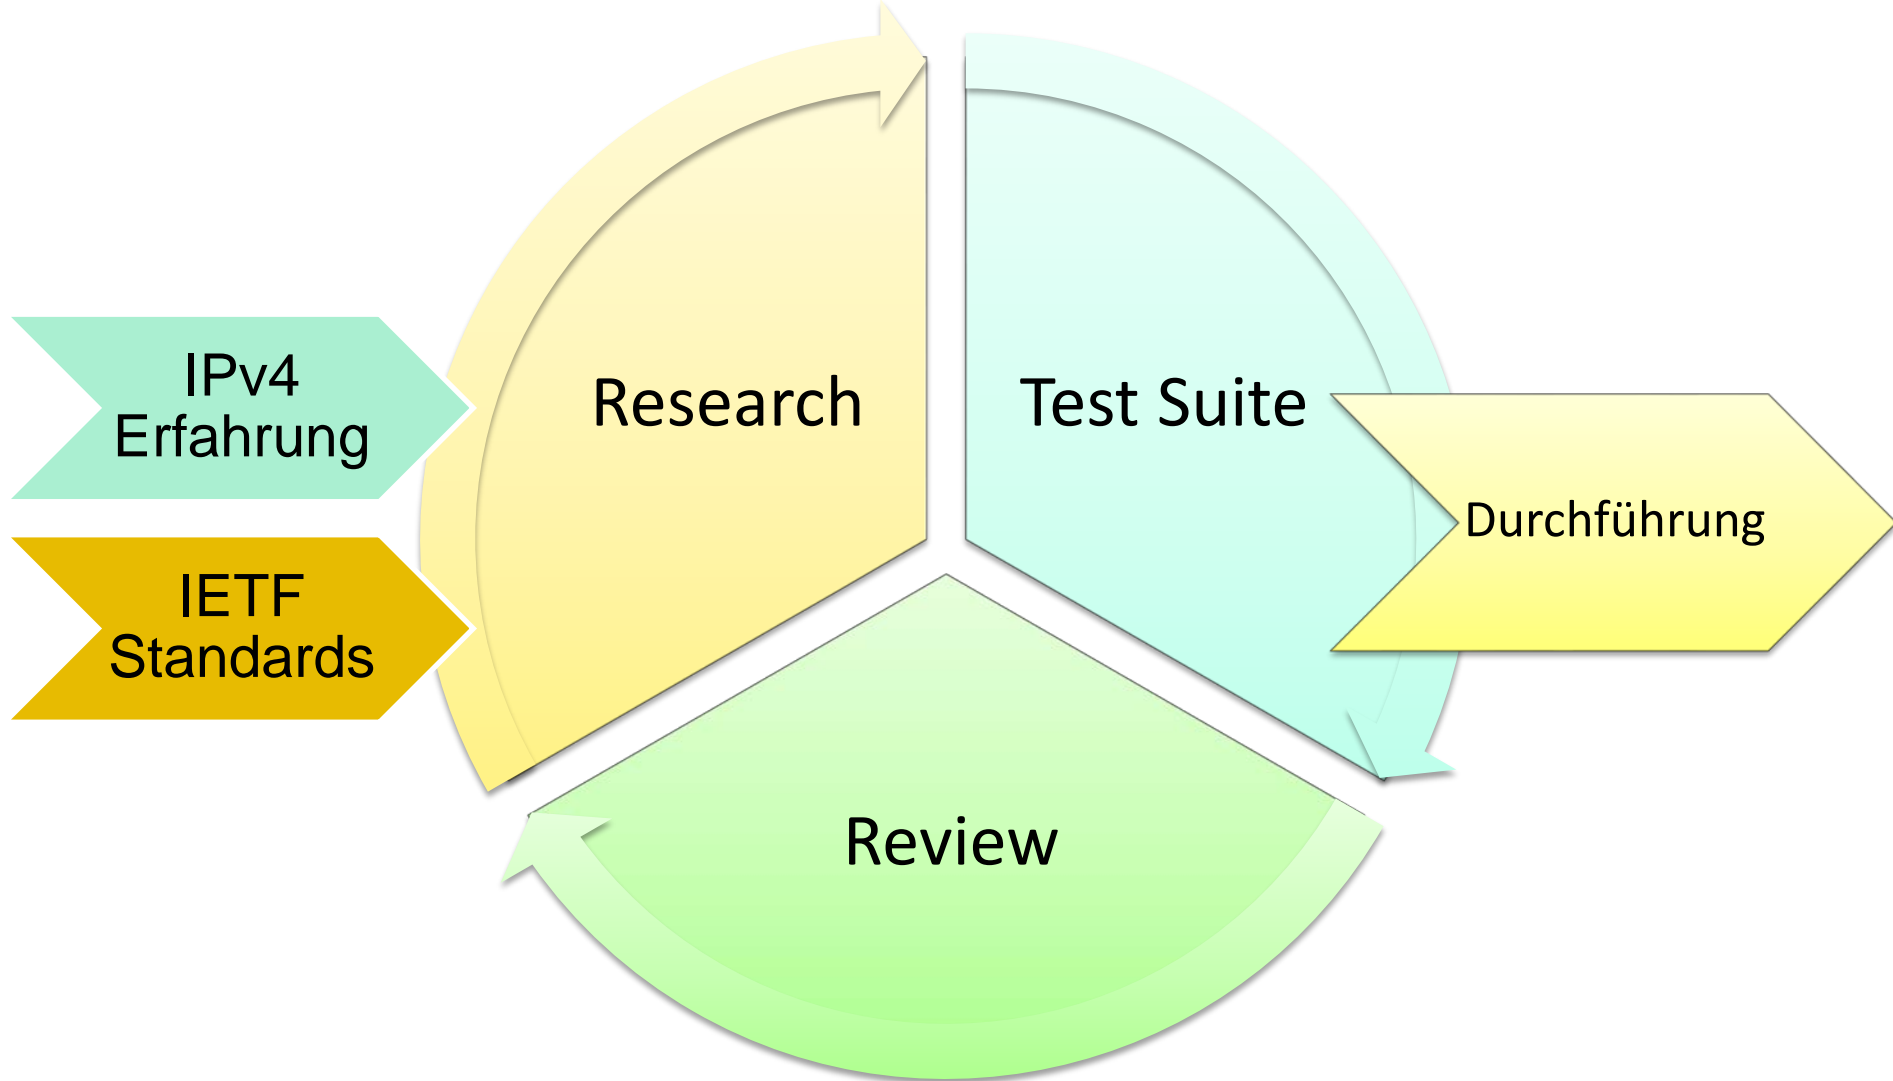 IPv4
Erfahrung
IETF
Standards
Research
Test Suite
Durchführung
Review